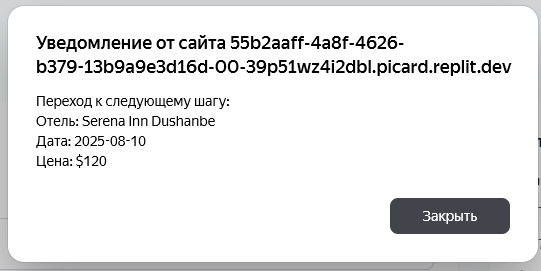 Уведомление от сайта 55b2aaff-4a8f-4626-
b379-13b9a9e3d16d-00-39p51wz4i2dbl.picard.replit.dev
Переход к следующему шагу:
Отель: Serena Inn Dushanbe
Дата: 2025-08-10
Цена: $120
Закрыть